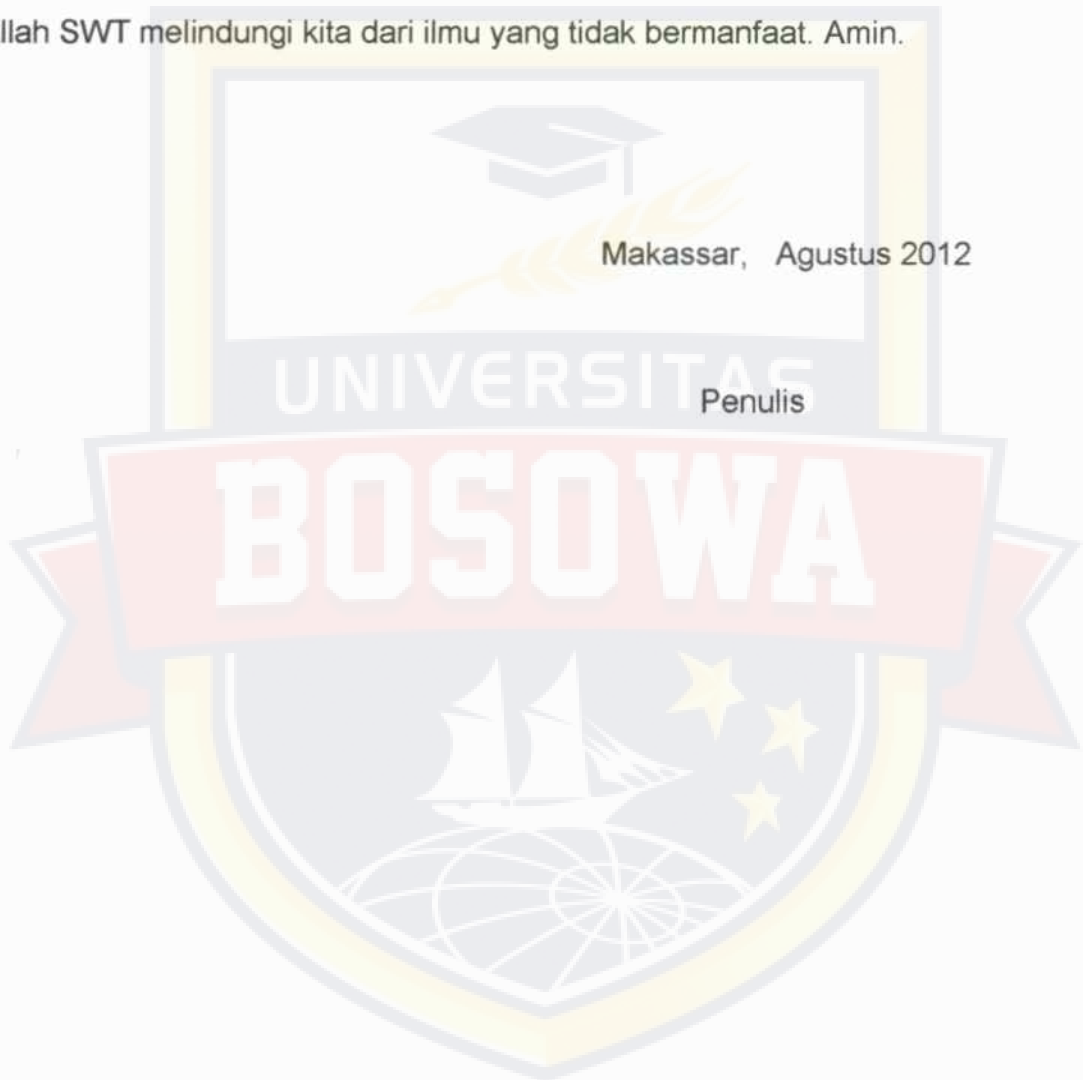 llah SWT melindungi kita dari ilmu yang tidak bermanfaat. Amin.
Makassar, Agustus 2012
UNIVERSITAS
Penulis
BOSOWA